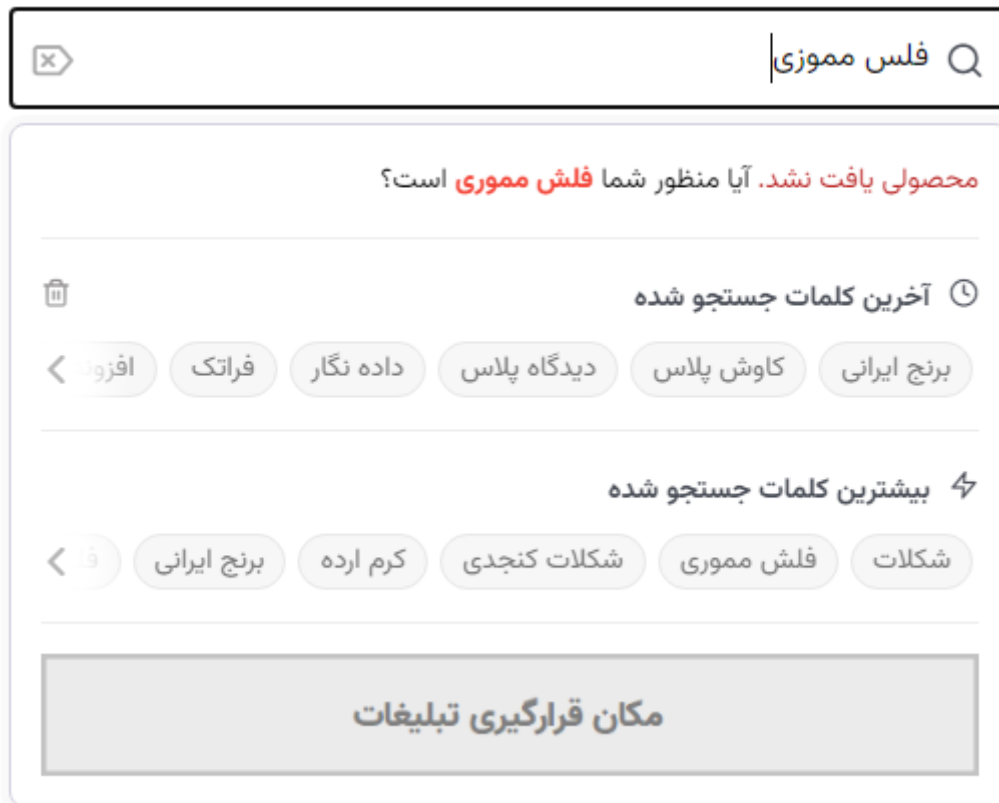 فلس مموزی
محصولی یافت نشد. آیا منظور شما فلش مموری است؟
آخرین کلمات جستجو شده
برنج ایرانی کاوش پلاس دیدگاه پلاس داده نگار فراتک
بیشترین کلمات جستجو شده
شکلات فلش مموری شکلات کنجدی کرم ارده برنج ایرانی
مکان قرارگیری تبلیغات